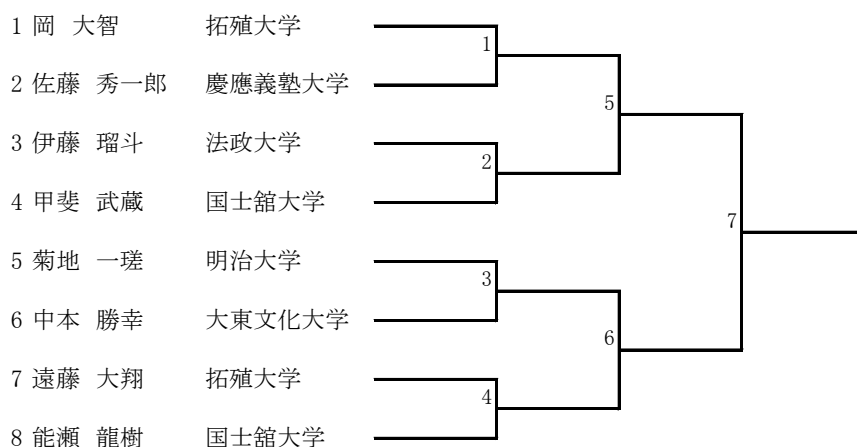 1 岡 大智 拓殖大学
1
2 佐藤 秀一郎 慶應義塾大学
5
3 伊藤 瑠斗 法政大学
2
4 甲斐 武蔵 国士舘大学
7
5 菊地 一瑳 明治大学
3
6 中本 勝幸 大東文化大学
6
7 遠藤 大翔 拓殖大学
4
8 能瀬 龍樹 国士舘大学